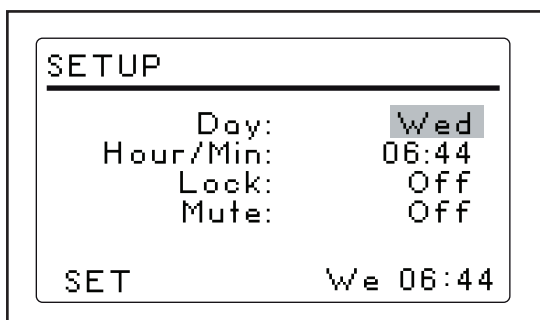 SETUP
Day: Wed
Hour/Min: 06:44
Lock: Off
Mute: Off
SET We 06:44